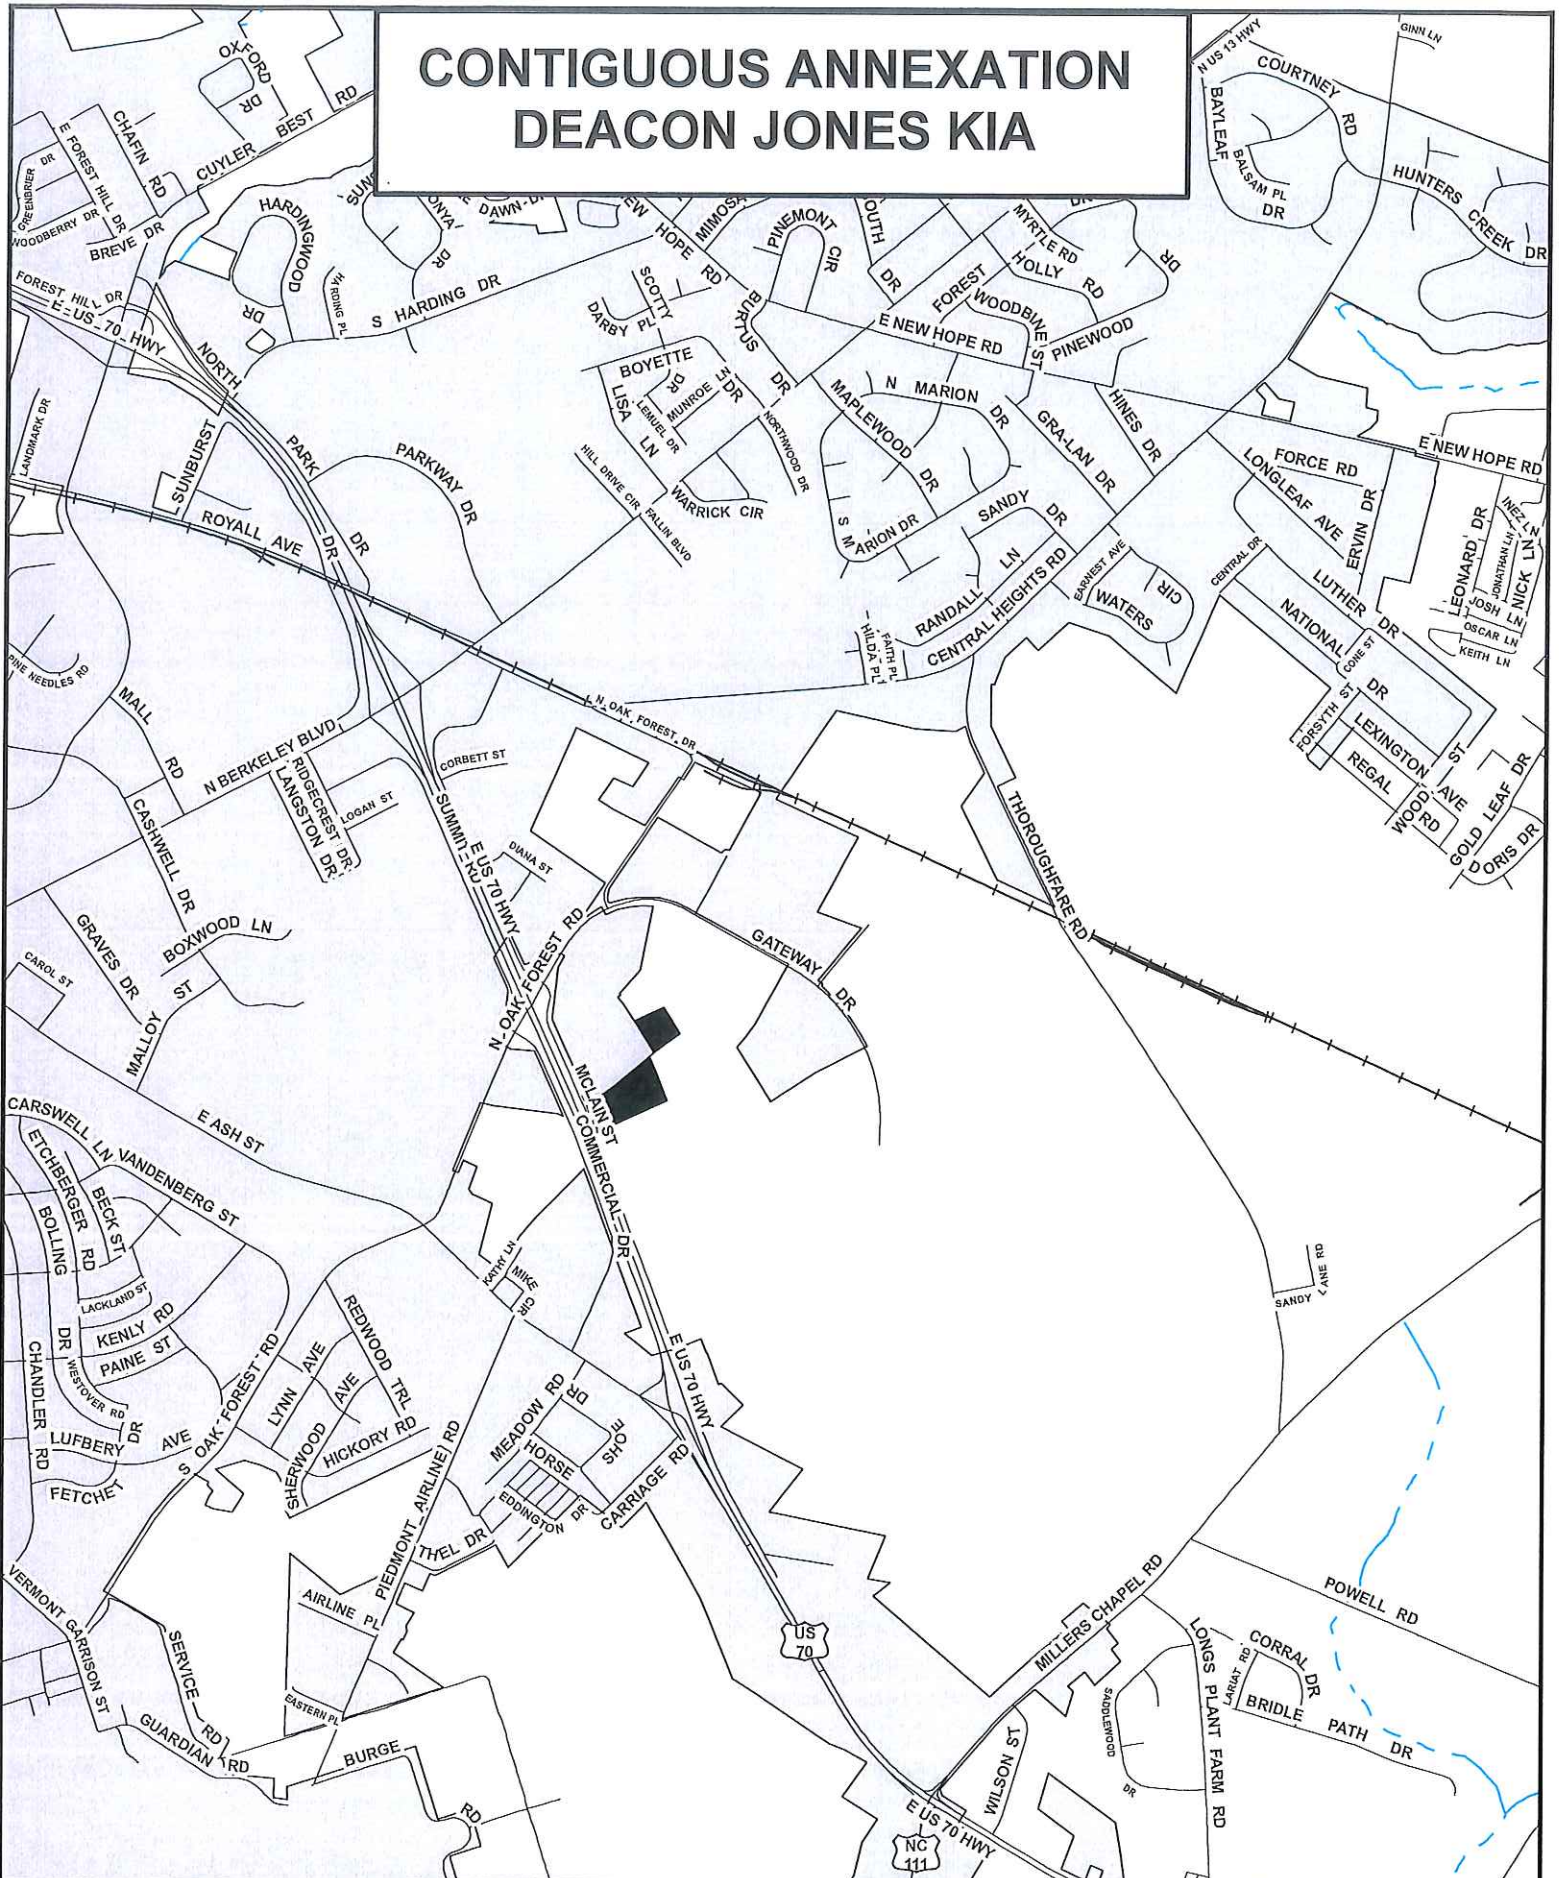 CONTIGUOUS ANNEXATION
DEACON JONES KIA
N US 13 HWY
GINN LN
COURTNEY
RD
BAYLEAF
BALSAM PL
DR
HUNTERS CREEK DR
OXFORD
DR
CUYLER BEST RD
CHAFIN RD
E FOREST HILL DR
GREENBRIER DR
WOODBERRY DR
BREVE DR
FOREST HILL DR
E US 70 HWY
HARDINGWOOD
DR
HARDING PL
S HARDING DR
DR
DAWN
HOPE RD
PINEMONT
CIR
DR
MYRTLE RD
HOLLY RD
DR
FOREST
WOODBINE ST
PINEWOOD
E NEW HOPE RD
SCOTTY
DARBY PL
BURTUS DR
BOYETTE
DR
LISA LN
LEMUEL DR
MUNROE
DR
NORTHWOOD DR
WARRICK CIR
HILL DRIVE CIR
FALLIN BLVD
MAPLEWOOD DR
N MARION DR
GRA-LAN DR
HINES DR
S MARION DR
SANDY DR
RANDALL LN
CENTRAL HEIGHTS RD
HILDA PL
FAITH PL
EARNEST AVE
WATERS
CIR
CENTRAL DR
FORCE RD
LONGLEAF AVE
ERVIN DR
LUTHER DR
NATIONAL DR
CONE ST
FORSYTH ST
LEXINGTON AVE
REGAL
WOOD RD
ST
GOLD LEAF DR
DORIS DR
E NEW HOPE RD
LEONARD DR
INEZ LN
JONATHAN LN
NICK LN
JOSH LN
OSCAR LN
KEITH LN
LANDMARK DR
NORTH PARK DR
SUNBURST
DR
PARKWAY DR
ROYALL AVE
PINE NEEDLES RD
MALL RD
N BERKELEY BLVD
RIDGECREST DR
LANGSTON DR
LOGAN ST
CORBETT ST
N OAK FOREST DR
SUMMIT RD
E US 70 HWY
DIANA ST
CASHWELL DR
BOXWOOD LN
GRAVES DR
CAROL ST
MALLOY ST
N OAK FOREST RD
GATEWAY DR
THOROUGHFARE RD
MCLAIN ST
COMMERCIAL DR
CARSWELL LN
E ASH ST
VANDENBERG ST
ETCHBERGER RD
BECK ST
BOLLING DR
LACKLAND ST
KENLY RD
PAINE ST
WESTOVER RD
DR
CHANDLER RD
LUFBERY AVE
FETCHET
S OAK FOREST RD
LYNN AVE
REDWOOD TRL
SHERWOOD AVE
HICKORY RD
KATHY LN
MIKE CIR
SANDY LANE RD
E US 70 HWY
MEADOW RD
DR
HORSE SHOE
EDDINGTON DR
CARRIAGE RD
PIEDMONT AIRLINE RD
THEL DR
AIRLINE PL
VERMONT GARRISON ST
SERVICE RD
EASTERN PL
GUARDIAN RD
BURGE RD
US
70
MILLERS CHAPEL RD
POWELL RD
LONGS PLANT FARM RD
CORRAL DR
LARIAT RD
BRIDLE PATH DR
SADDLEWOOD DR
WILSON ST
E US 70 HWY
NC
111